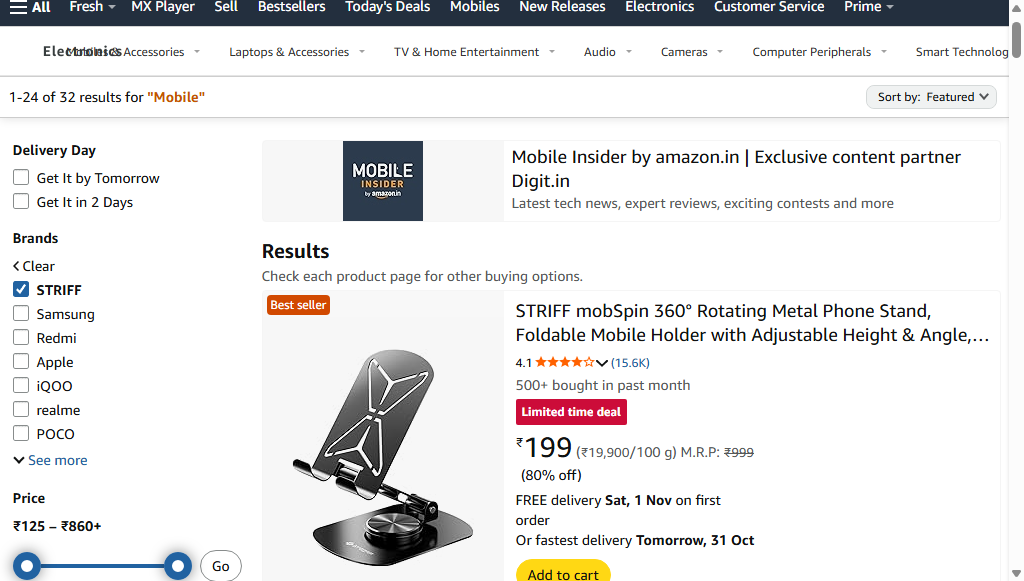 All Fresh MX Player Sell Bestsellers Today's Deals Mobiles New Releases Electronics Customer Service Prime
Electronics Mobiles & Accessories Laptops & Accessories TV & Home Entertainment Audio Cameras Computer Peripherals Smart Technolog
1-24 of 32 results for "Mobile"
Sort by: Featured
Delivery Day
Get It by Tomorrow
Get It in 2 Days
Brands
Clear
STRIFF
Samsung
Redmi
Apple
iQOO
realme
POCO
See more
Price
₹125 – ₹860+
Go
MOBILE
INSIDER
by amazon.in
Mobile Insider by amazon.in | Exclusive content partner
Digit.in
Latest tech news, expert reviews, exciting contests and more
Results
Check each product page for other buying options.
Best seller
STRIFF mobSpin 360° Rotating Metal Phone Stand,
Foldable Mobile Holder with Adjustable Height & Angle,…
4.1 (15.6K)
500+ bought in past month
Limited time deal
₹199 (₹19,900/100 g) M.R.P: ₹999
(80% off)
FREE delivery Sat, 1 Nov on first
order
Or fastest delivery Tomorrow, 31 Oct
Add to cart